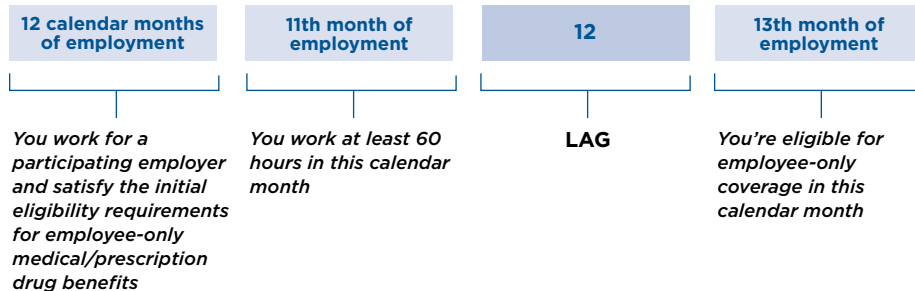 12 calendar months
of employment
11th month of
employment
12
13th month of
employment
You work for a
participating employer
and satisfy the initial
eligibility requirements
for employee-only
medical/prescription
drug benefits
You work at least 60
hours in this calendar
month
LAG
You’re eligible for
employee-only
coverage in this
calendar month